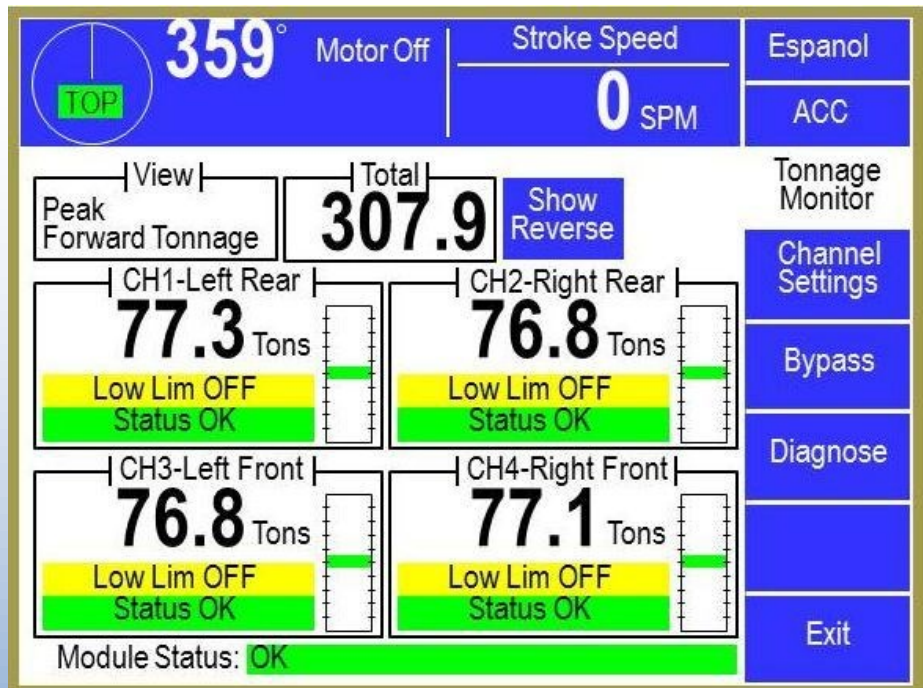 359° Motor Off
TOP
Stroke Speed
0 SPM
Espanol
ACC
Tonnage
Monitor
Channel
Settings
Bypass
Diagnose
Exit
View
Peak
Forward Tonnage
Total
307.9
Show
Reverse
CH1-Left Rear
77.3 Tons
Low Lim OFF
Status OK
CH2-Right Rear
76.8 Tons
Low Lim OFF
Status OK
CH3-Left Front
76.8 Tons
Low Lim OFF
Status OK
CH4-Right Front
77.1 Tons
Low Lim OFF
Status OK
Module Status: OK